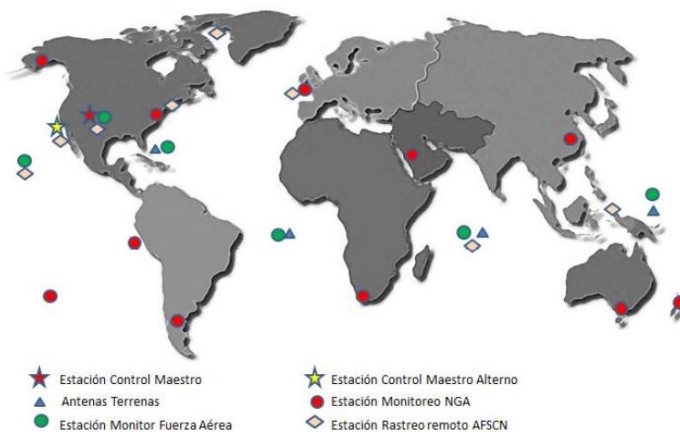 Estación Control Maestro
Estación Control Maestro Alterno
Antenas Terrenas
Estación Monitoreo NGA
Estación Monitor Fuerza Aérea
Estación Rastreo remoto AFSCN